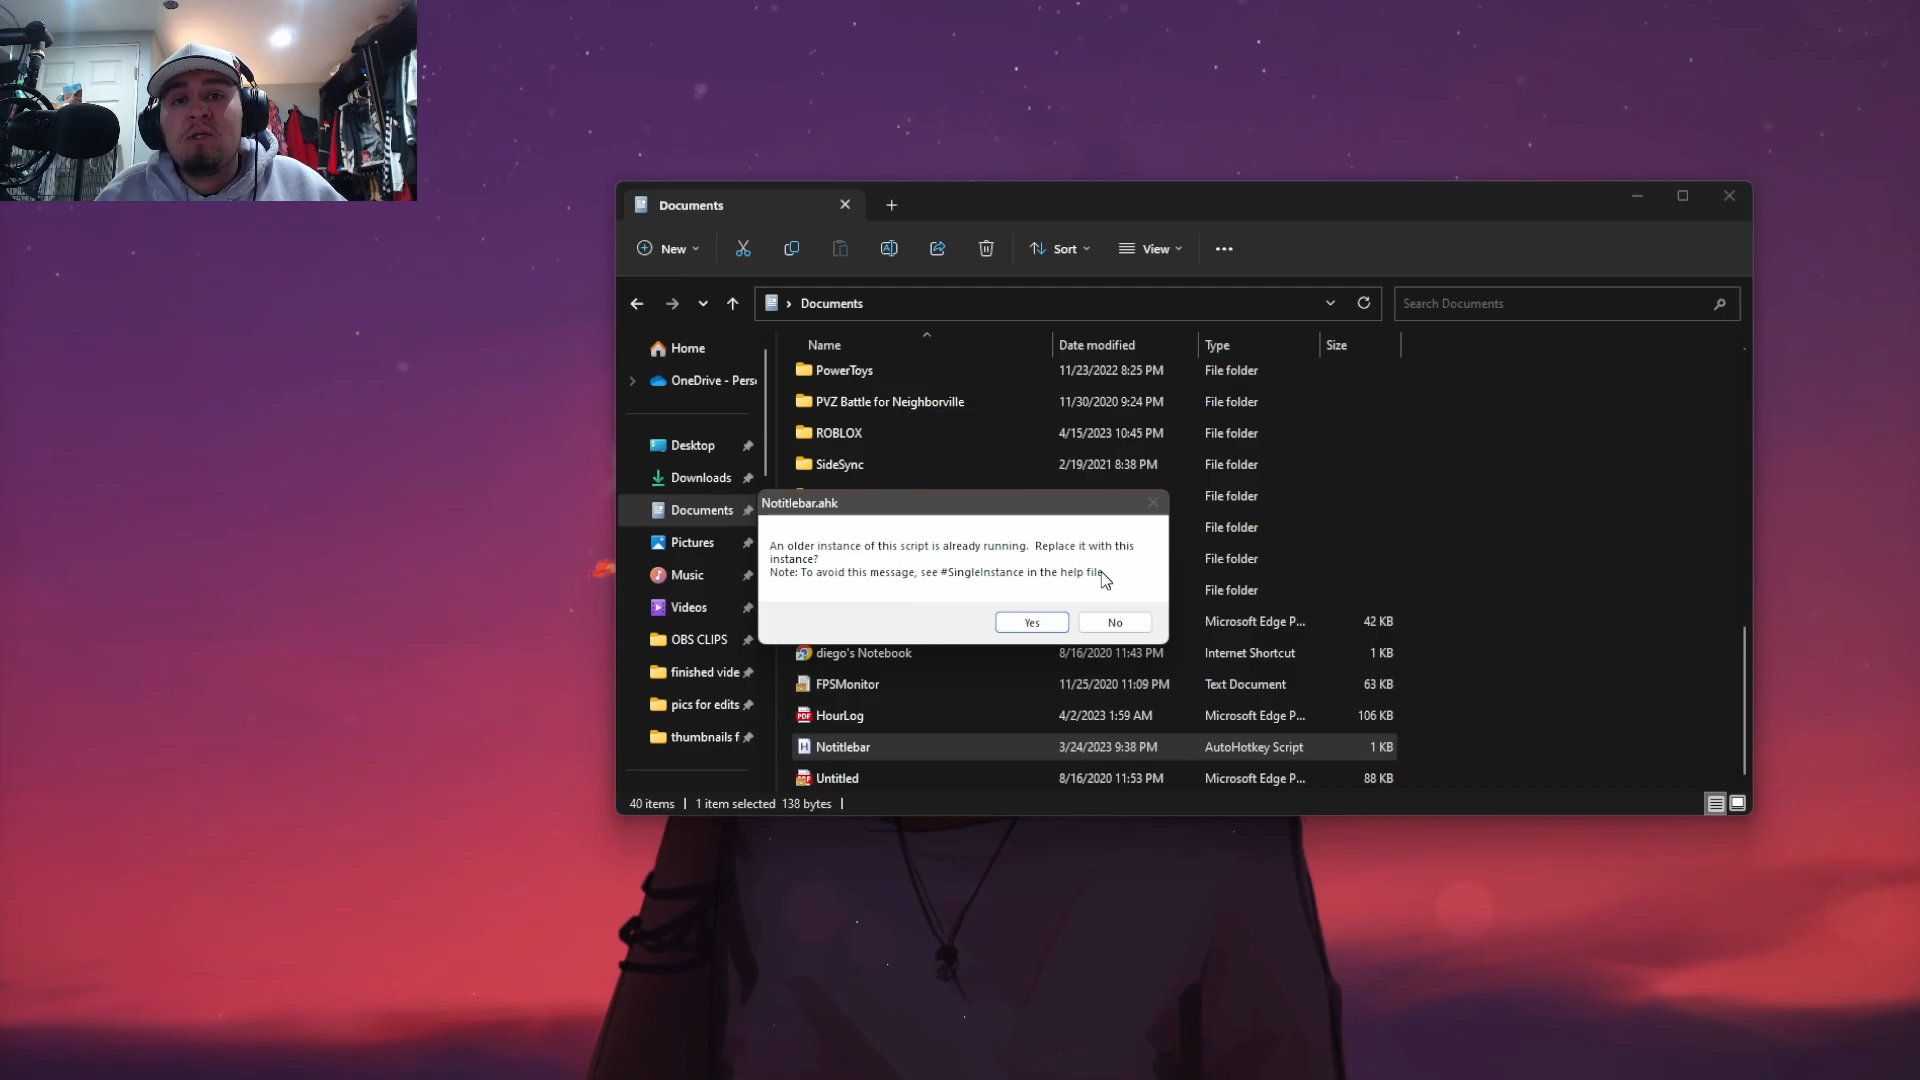 Documents
New
Sort
View
Documents
Search Documents
Name
Date modified
Type
Size
Home
OneDrive - Pers
Desktop
Downloads
Documents
Pictures
Music
Videos
OBS CLIPS
finished vide
pics for edits
thumbnails f
PowerToys 11/23/2022 8:25 PM File folder
PVZ Battle for Neighborville 11/30/2020 9:24 PM File folder
ROBLOX 4/15/2023 10:45 PM File folder
SideSync 2/19/2021 8:38 PM File folder
File folder
File folder
File folder
File folder
Microsoft Edge P... 42 KB
diego's Notebook 8/16/2020 11:43 PM Internet Shortcut 1 KB
FPSMonitor 11/25/2020 11:09 PM Text Document 63 KB
HourLog 4/2/2023 1:59 AM Microsoft Edge P... 106 KB
Notitlebar 3/24/2023 9:38 PM AutoHotkey Script 1 KB
Untitled 8/16/2020 11:53 PM Microsoft Edge P... 88 KB
Notitlebar.ahk
An older instance of this script is already running. Replace it with this
instance?
Note: To avoid this message, see #SingleInstance in the help file
Yes
No
40 items 1 item selected 138 bytes